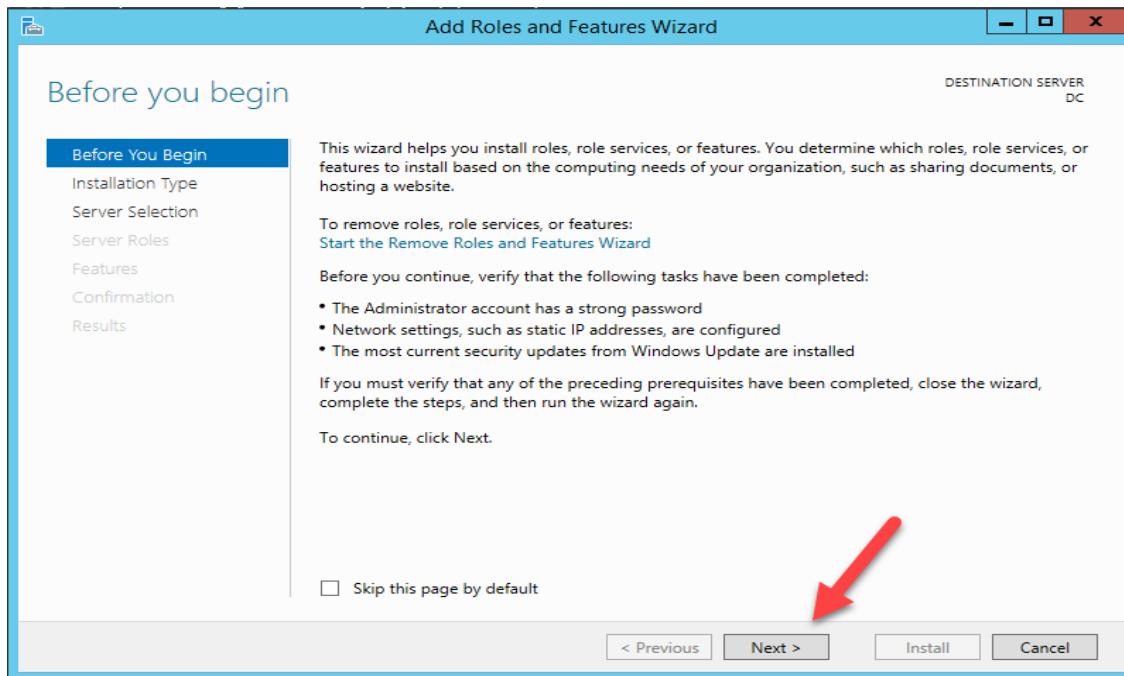 Add Roles and Features Wizard
Before you begin
DESTINATION SERVER
DC
Before You Begin
Installation Type
Server Selection
Server Roles
Features
Confirmation
Results
This wizard helps you install roles, role services, or features. You determine which roles, role services, or
features to install based on the computing needs of your organization, such as sharing documents, or
hosting a website.
To remove roles, role services, or features:
Start the Remove Roles and Features Wizard
Before you continue, verify that the following tasks have been completed:
• The Administrator account has a strong password
• Network settings, such as static IP addresses, are configured
• The most current security updates from Windows Update are installed
If you must verify that any of the preceding prerequisites have been completed, close the wizard,
complete the steps, and then run the wizard again.
To continue, click Next.
Skip this page by default
< Previous
Next >
Install
Cancel